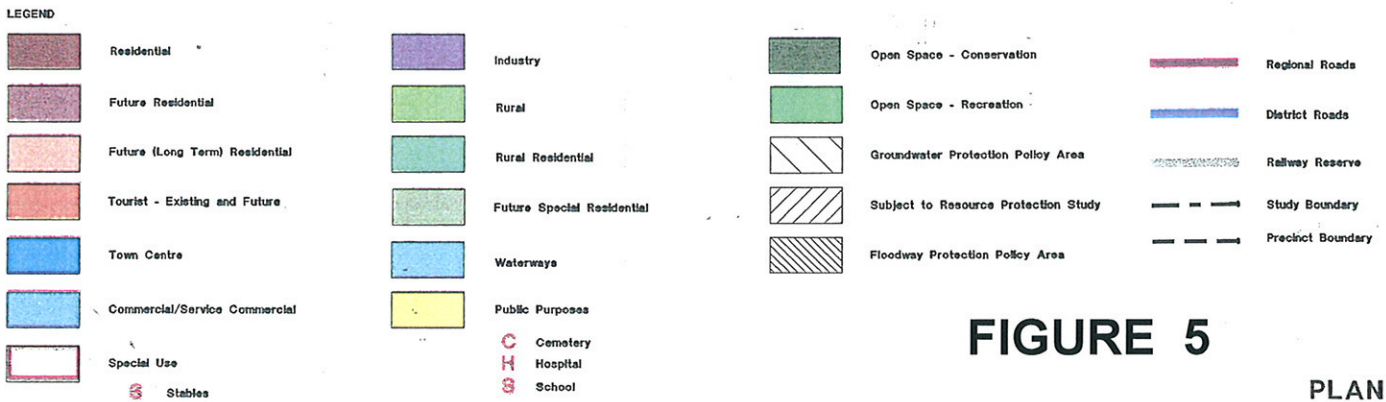 LEGEND
Residential
Future Residential
Future (Long Term) Residential
Tourist - Existing and Future
Town Centre
Commercial/Service Commercial
Special Use
S Stables
Industry
Rural
Rural Residential
Future Special Residential
Waterways
Public Purposes
C Cemetery
H Hospital
S School
Open Space - Conservation
Open Space - Recreation
Groundwater Protection Policy Area
Subject to Resource Protection Study
Floodway Protection Policy Area
Regional Roads
District Roads
Railway Reserve
Study Boundary
Precinct Boundary
FIGURE 5
PLAN